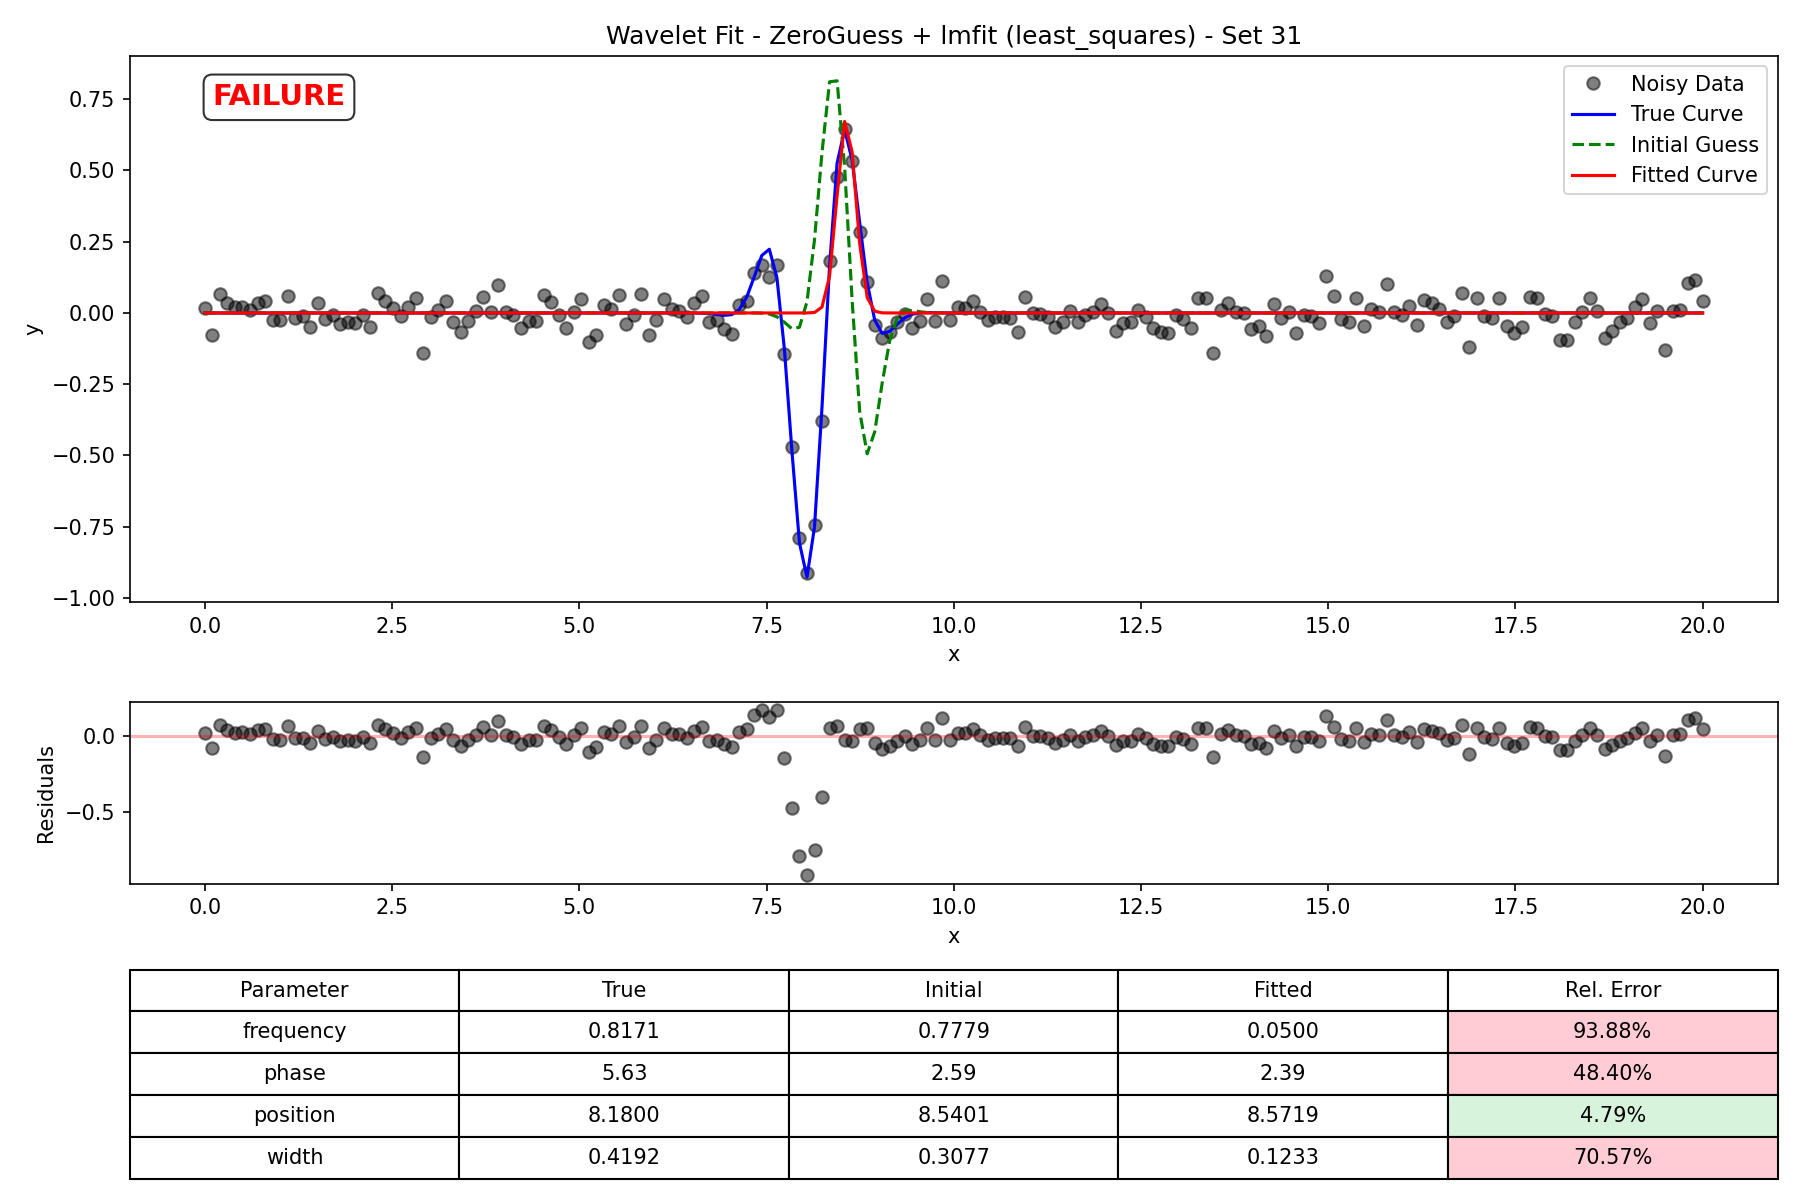 Wavelet Fit - ZeroGuess + lmfit (least_squares) - Set 31
FAILURE
Noisy Data
True Curve
Initial Guess
Fitted Curve
y
0.75
0.50
0.25
0.00
−0.25
−0.50
−0.75
−1.00
0.0 2.5 5.0 7.5 10.0 12.5 15.0 17.5 20.0
x
Residuals
0.0
−0.5
0.0 2.5 5.0 7.5 10.0 12.5 15.0 17.5 20.0
x
Parameter True Initial Fitted Rel. Error
frequency 0.8171 0.7779 0.0500 93.88%
phase 5.63 2.59 2.39 48.40%
position 8.1800 8.5401 8.5719 4.79%
width 0.4192 0.3077 0.1233 70.57%